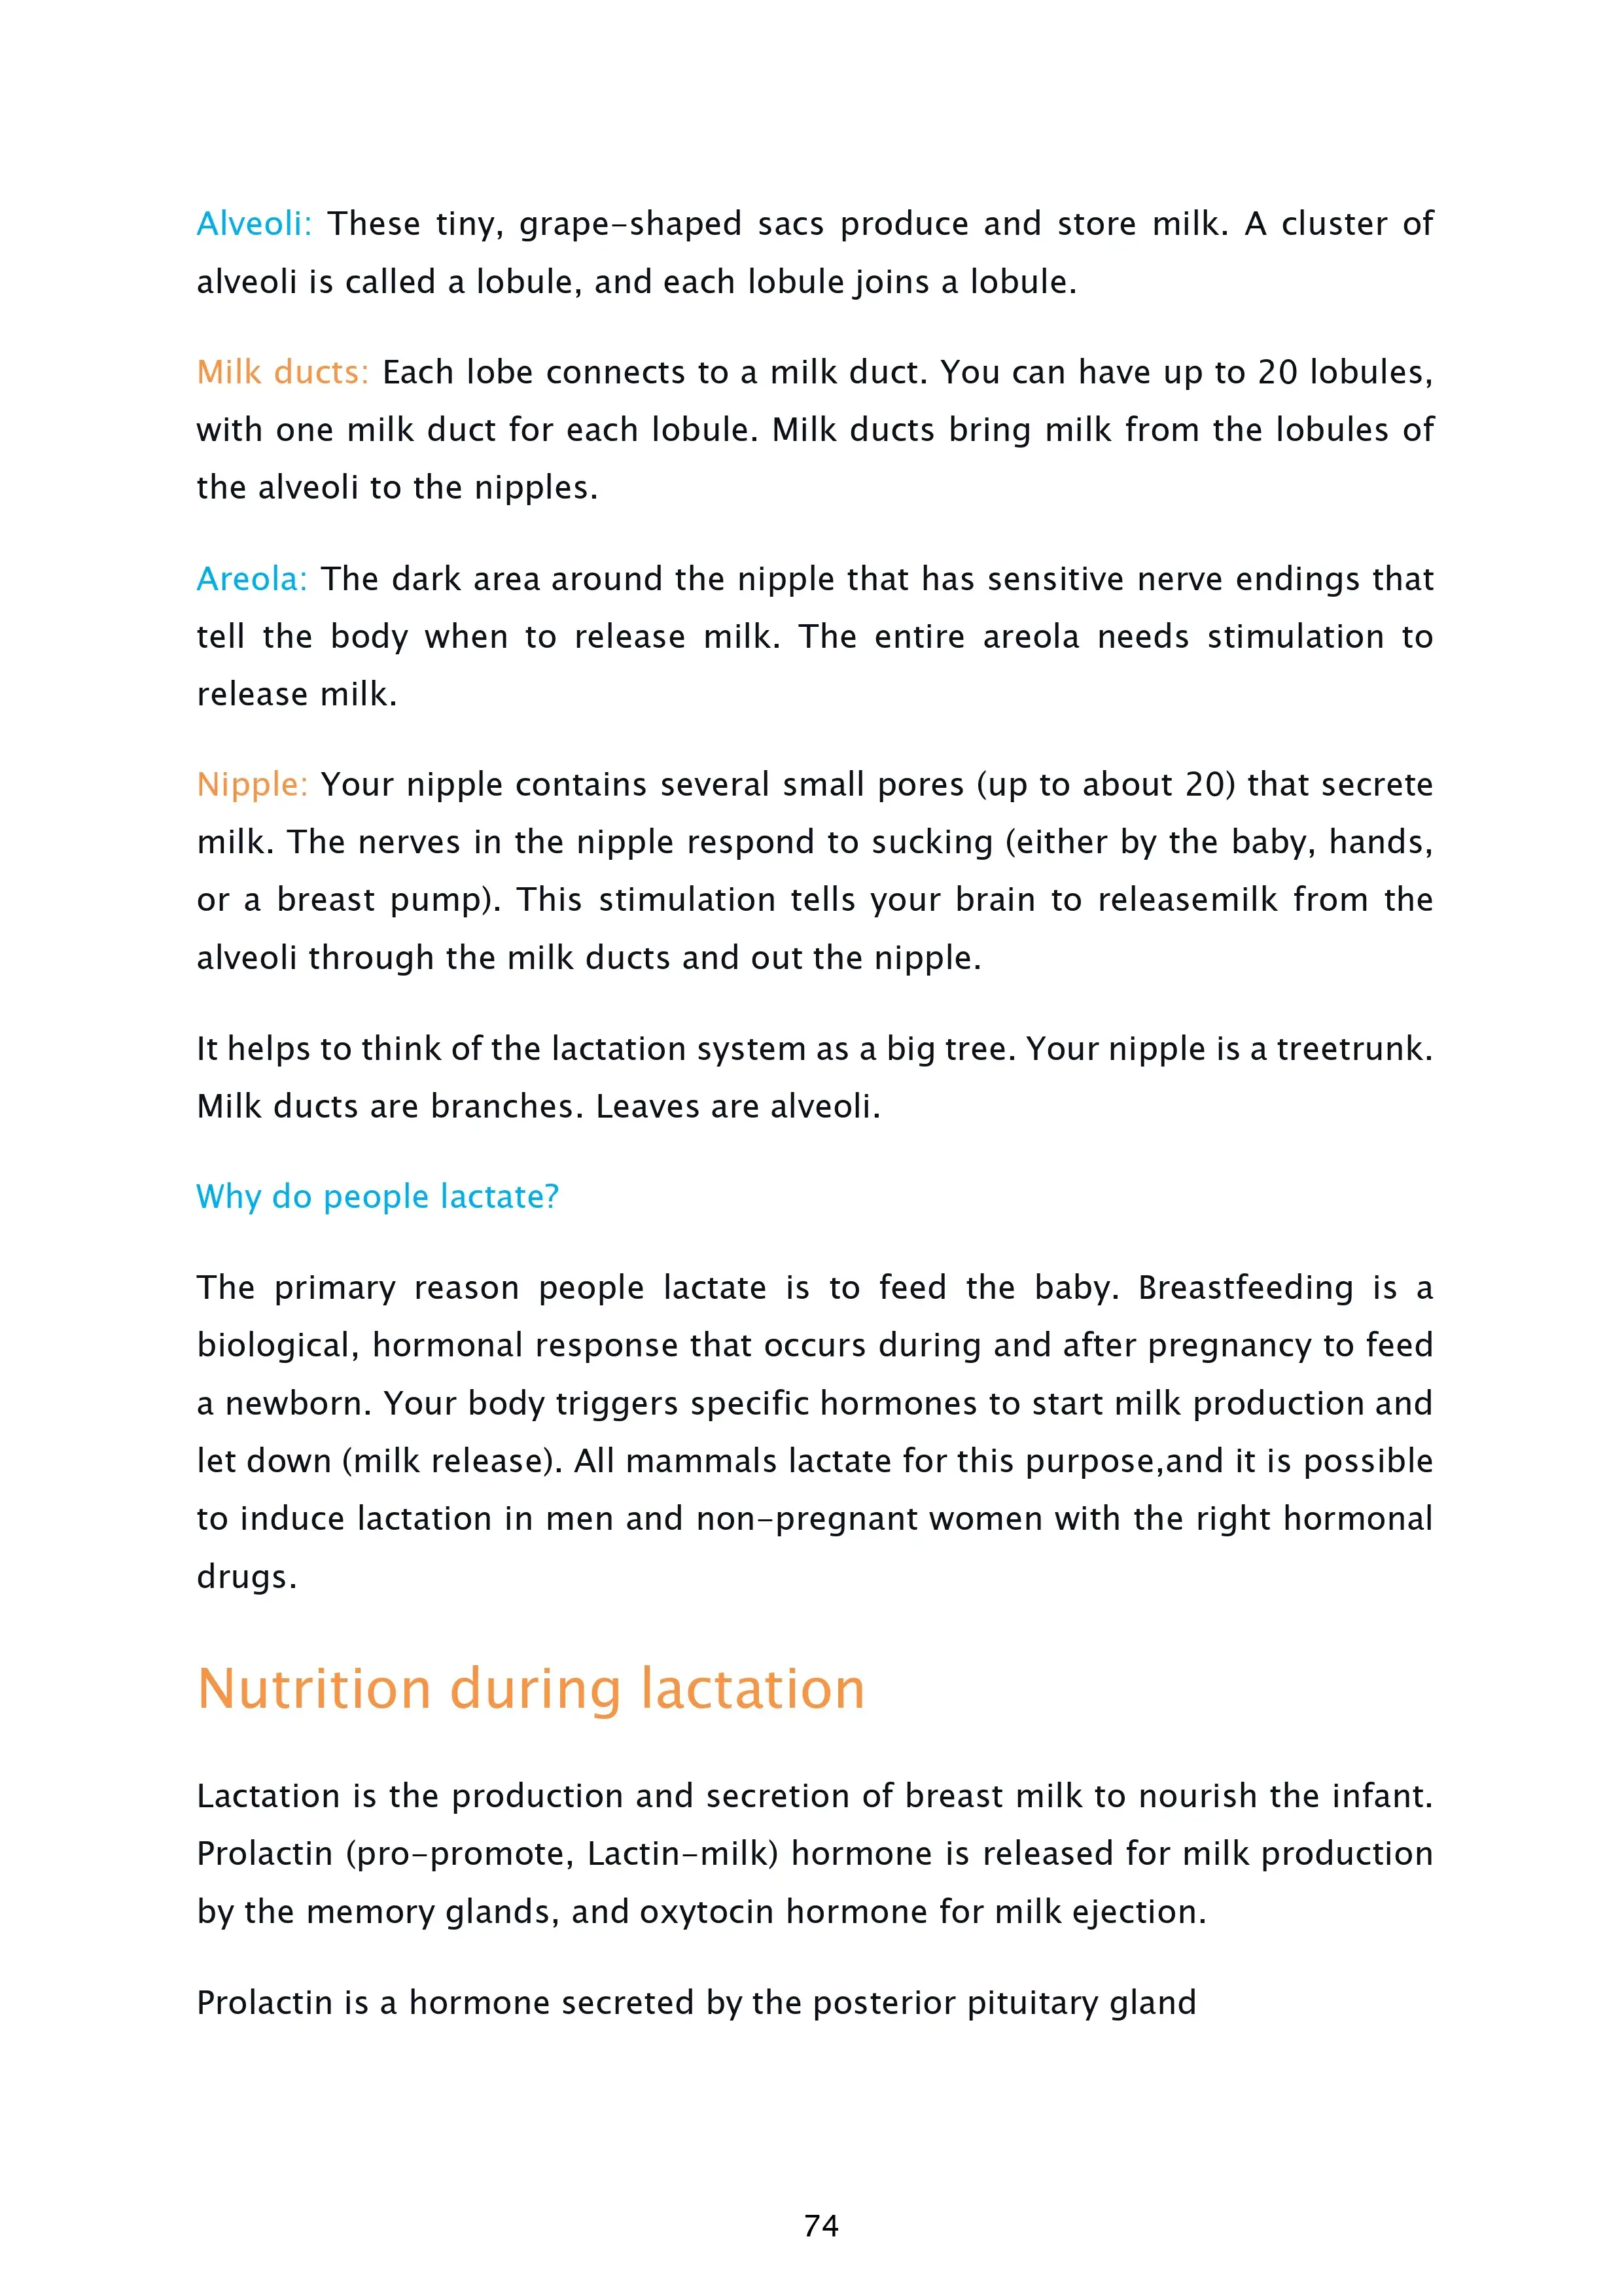 Alveoli: These tiny, grape-shaped sacs produce and store milk. A cluster of
alveoli is called a lobule, and each lobule joins a lobule.
Milk ducts: Each lobe connects to a milk duct. You can have up to 20 lobules,
with one milk duct for each lobule. Milk ducts bring milk from the lobules of
the alveoli to the nipples.
Areola: The dark area around the nipple that has sensitive nerve endings that
tell the body when to release milk. The entire areola needs stimulation to
release milk.
Nipple: Your nipple contains several small pores (up to about 20) that secrete
milk. The nerves in the nipple respond to sucking (either by the baby, hands,
or a breast pump). This stimulation tells your brain to releasemilk from the
alveoli through the milk ducts and out the nipple.
It helps to think of the lactation system as a big tree. Your nipple is a treetrunk.
Milk ducts are branches. Leaves are alveoli.
Why do people lactate?
The primary reason people lactate is to feed the baby. Breastfeeding is a
biological, hormonal response that occurs during and after pregnancy to feed
a newborn. Your body triggers specific hormones to start milk production and
let down (milk release). All mammals lactate for this purpose,and it is possible
to induce lactation in men and non-pregnant women with the right hormonal
drugs.
Nutrition during lactation
Lactation is the production and secretion of breast milk to nourish the infant.
Prolactin (pro-promote, Lactin-milk) hormone is released for milk production
by the memory glands, and oxytocin hormone for milk ejection.
Prolactin is a hormone secreted by the posterior pituitary gland
74